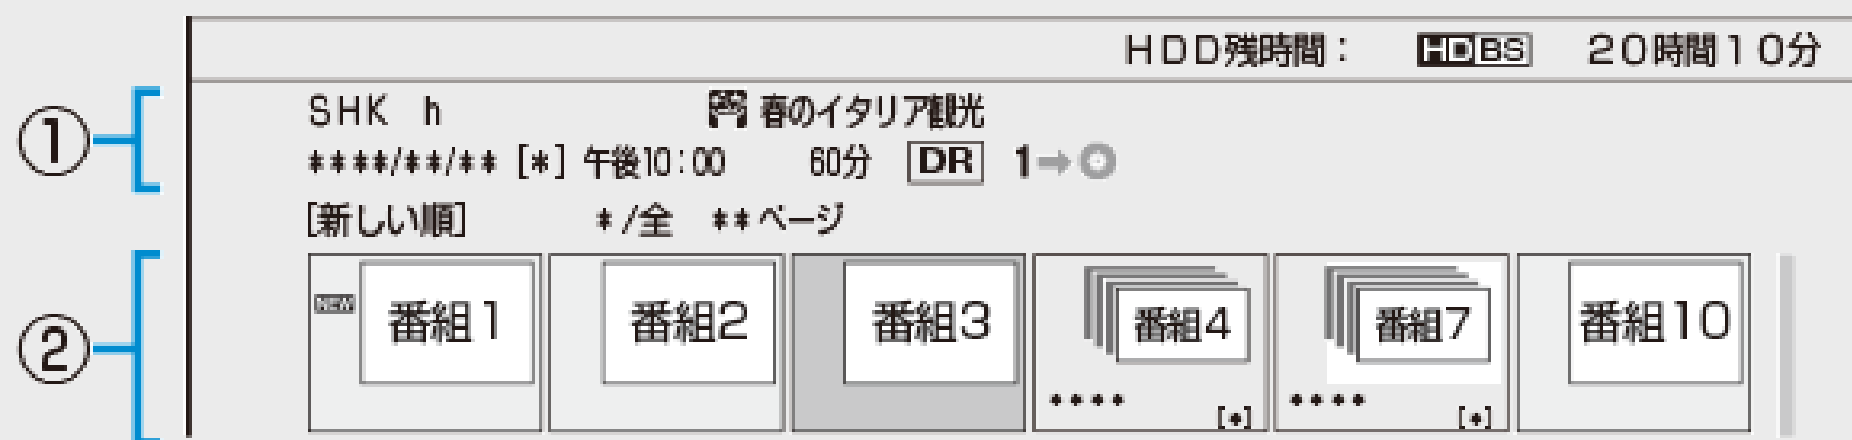 HDD残時間： HD BS 20時間10分
① SHK h 春のイタリア観光
****/**/** [*] 午後10:00 60分 DR 1➡
[新しい順] */全 **ページ
② NEW 番組1 番組2 番組3 番組4 番組7 番組10
**** [*] **** [*]